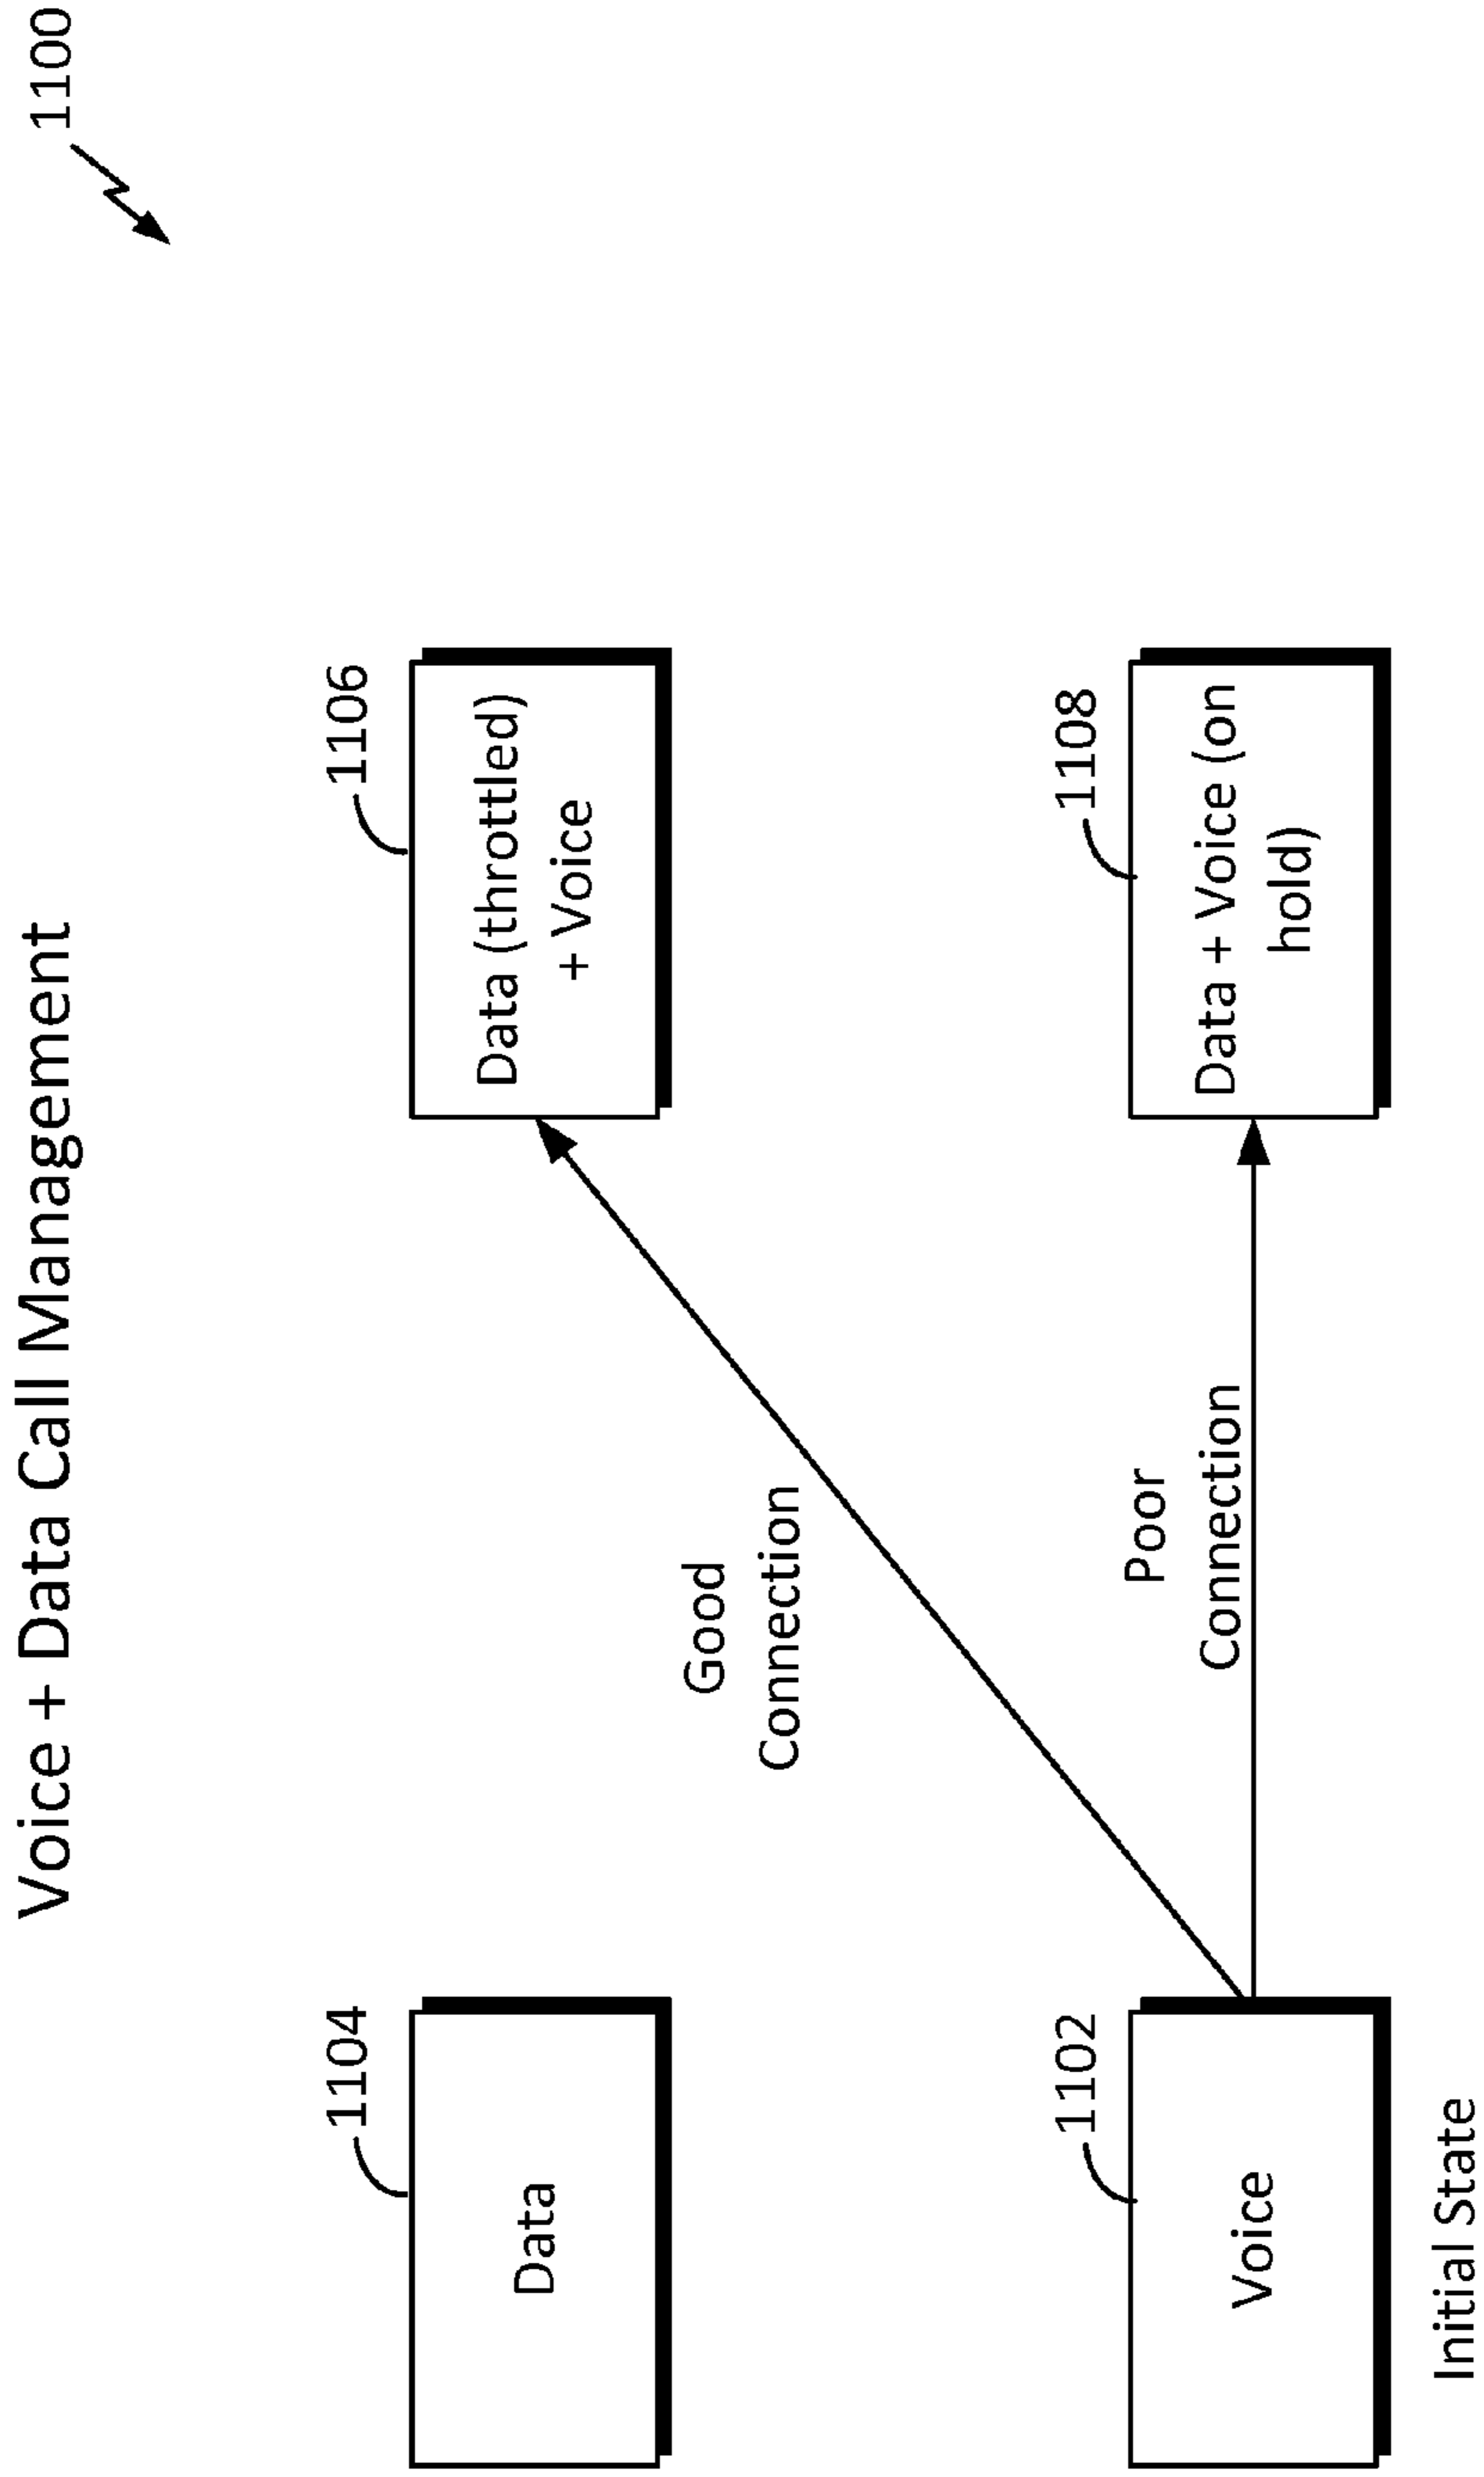 Voice + Data Call Management
1100
1104
Data
1106
Data (throttled)
+ Voice
Good
Connection
Poor
Connection
1102
Voice
1108
Data + Voice (on
hold)
Initial State